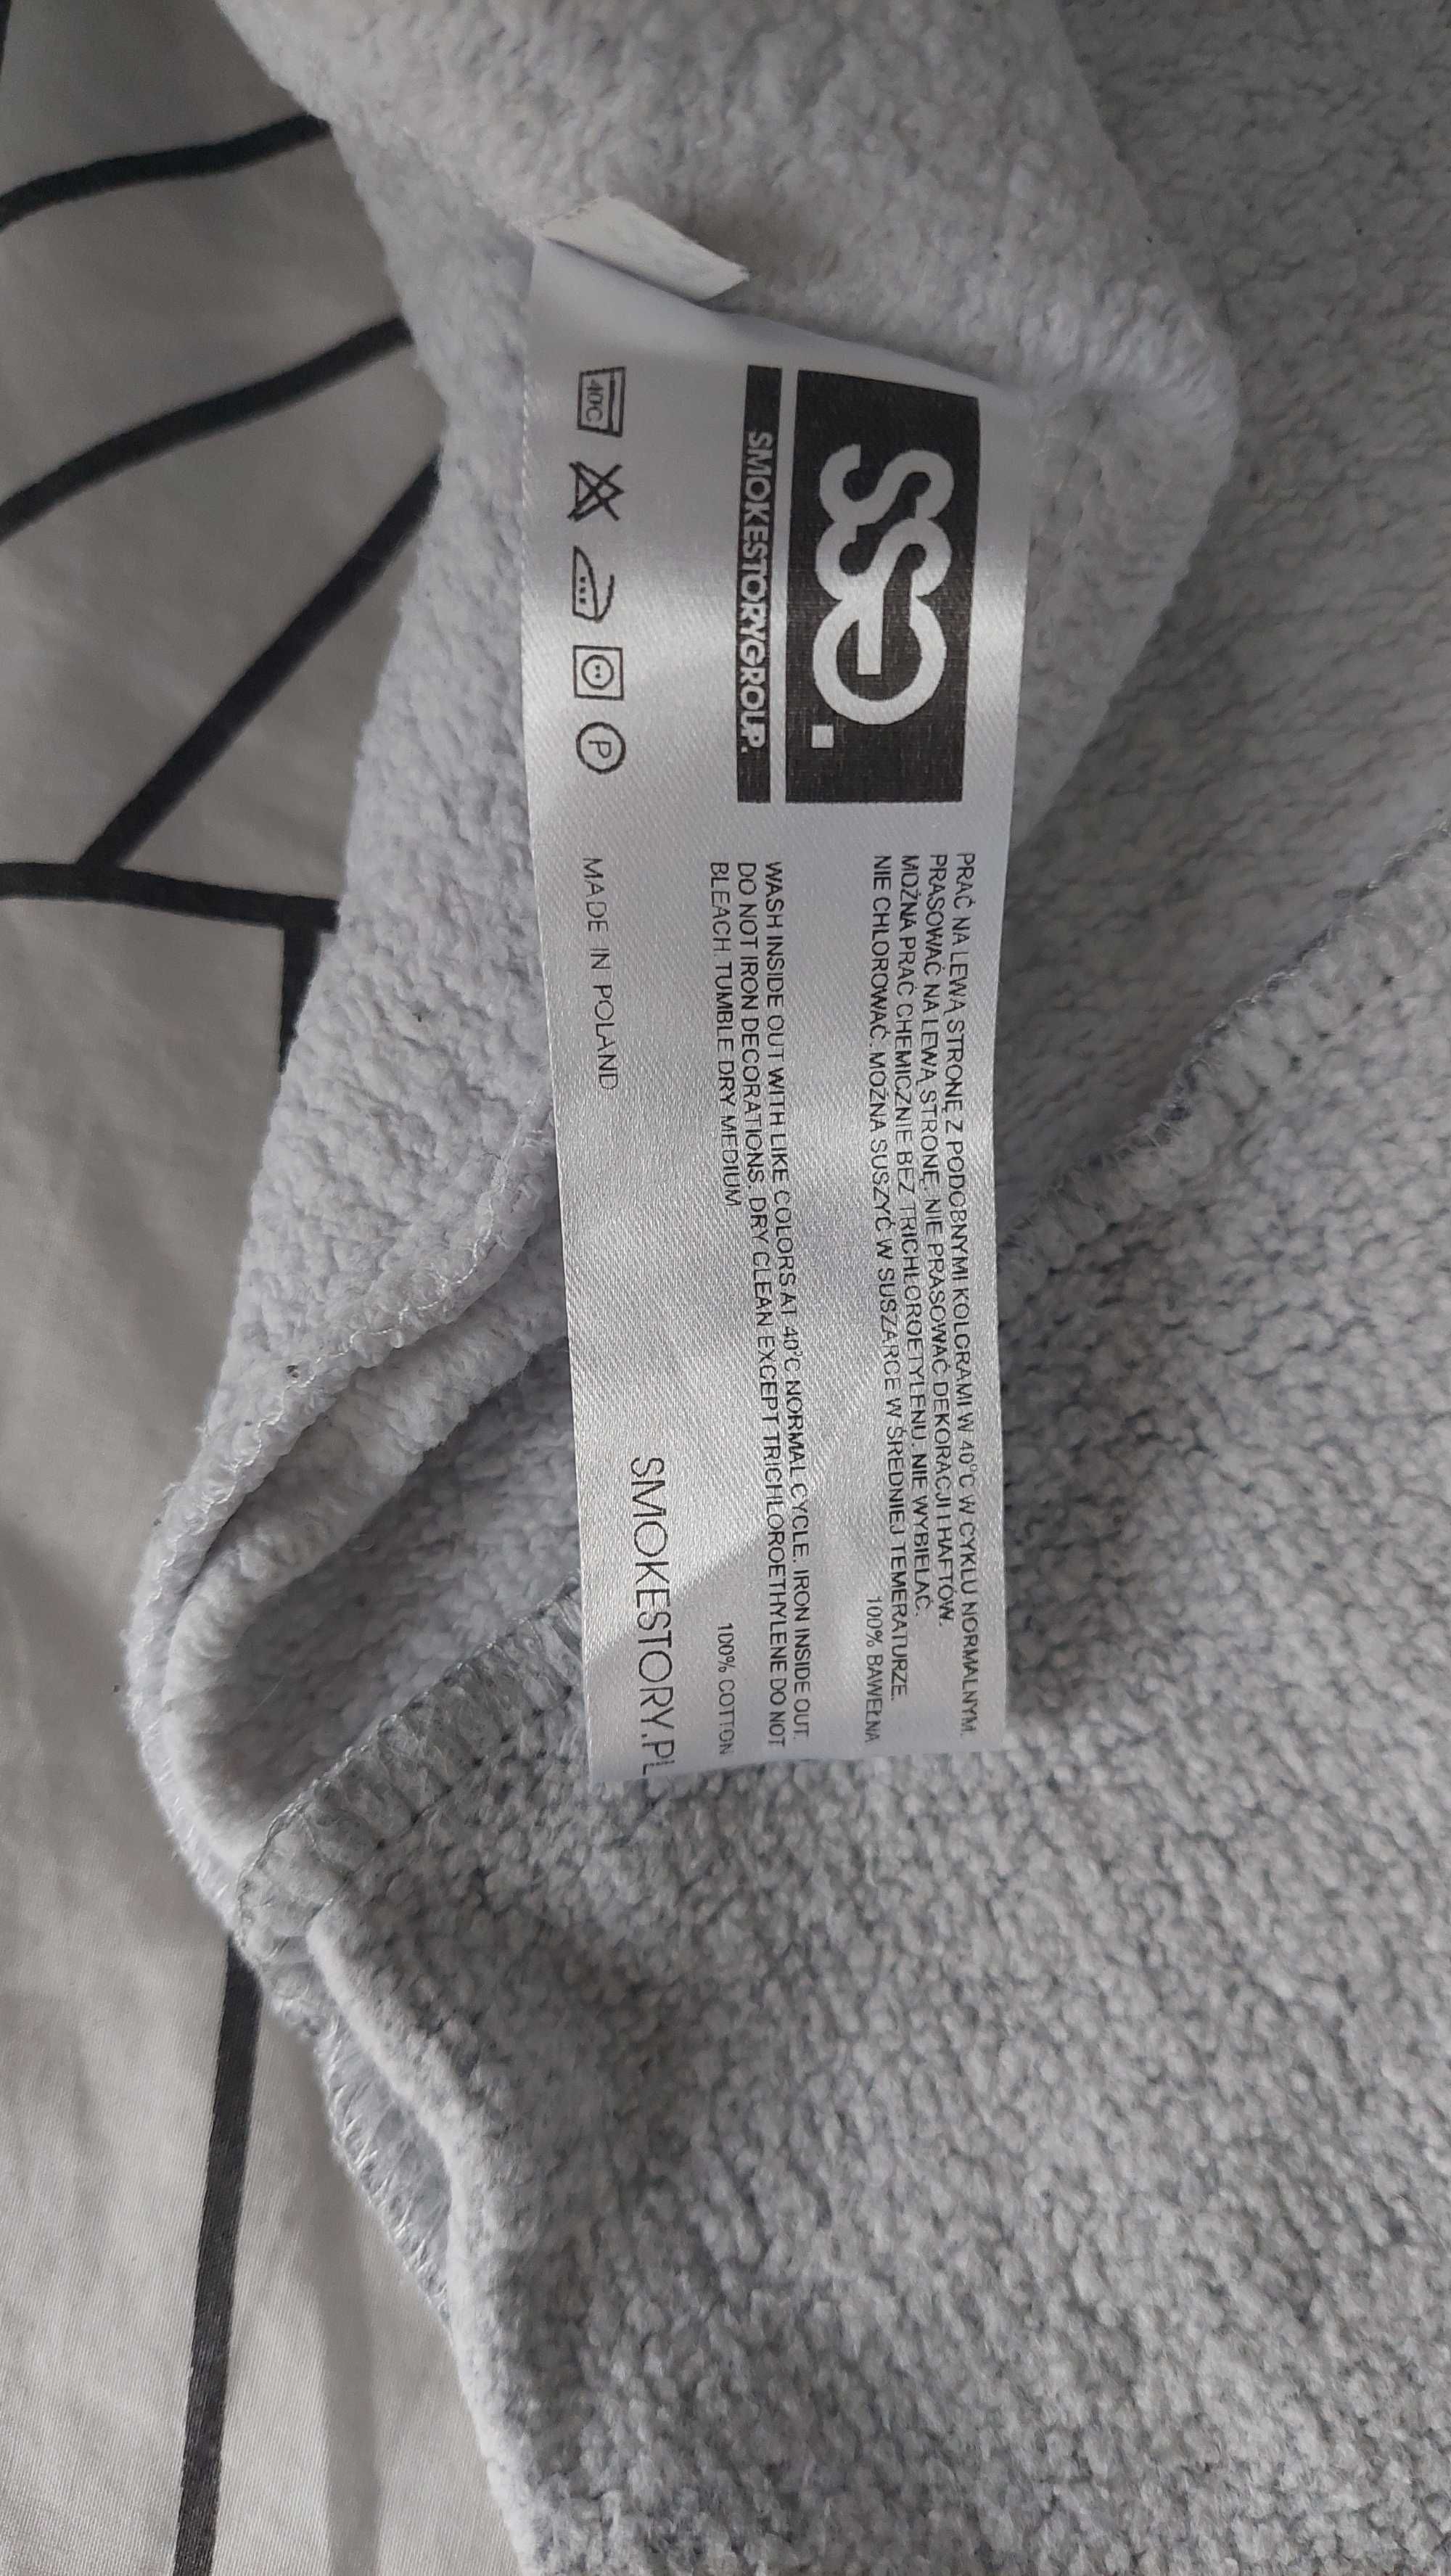 SSG.
SMOKESTORYGROUP.
40C
P
PRAĆ NA LEWĄ STRONĘ Z PODOBNYMI KOLORAMI W 40°C W CYKLU NORMALNYM.
PRASOWAĆ NA LEWĄ STRONĘ. NIE PRASOWAĆ DEKORACJI I HAFTÓW.
MOŻNA PRAĆ CHEMICZNIE BEZ TRICHLOROETYLENU. NIE WYBIELAĆ.
NIE CHLOROWAĆ. MOŻNA SUSZYĆ W SUSZARCE W ŚREDNIEJ TEMERATURZE.
100% BAWEŁNA
WASH INSIDE OUT WITH LIKE COLORS AT 40°C NORMAL CYCLE. IRON INSIDE OUT.
DO NOT IRON DECORATIONS. DRY CLEAN EXCEPT TRICHLOROETHYLENE DO NOT
BLEACH. TUMBLE DRY MEDIUM
100% COTTON
MADE IN POLAND
SMOKESTORY.PL